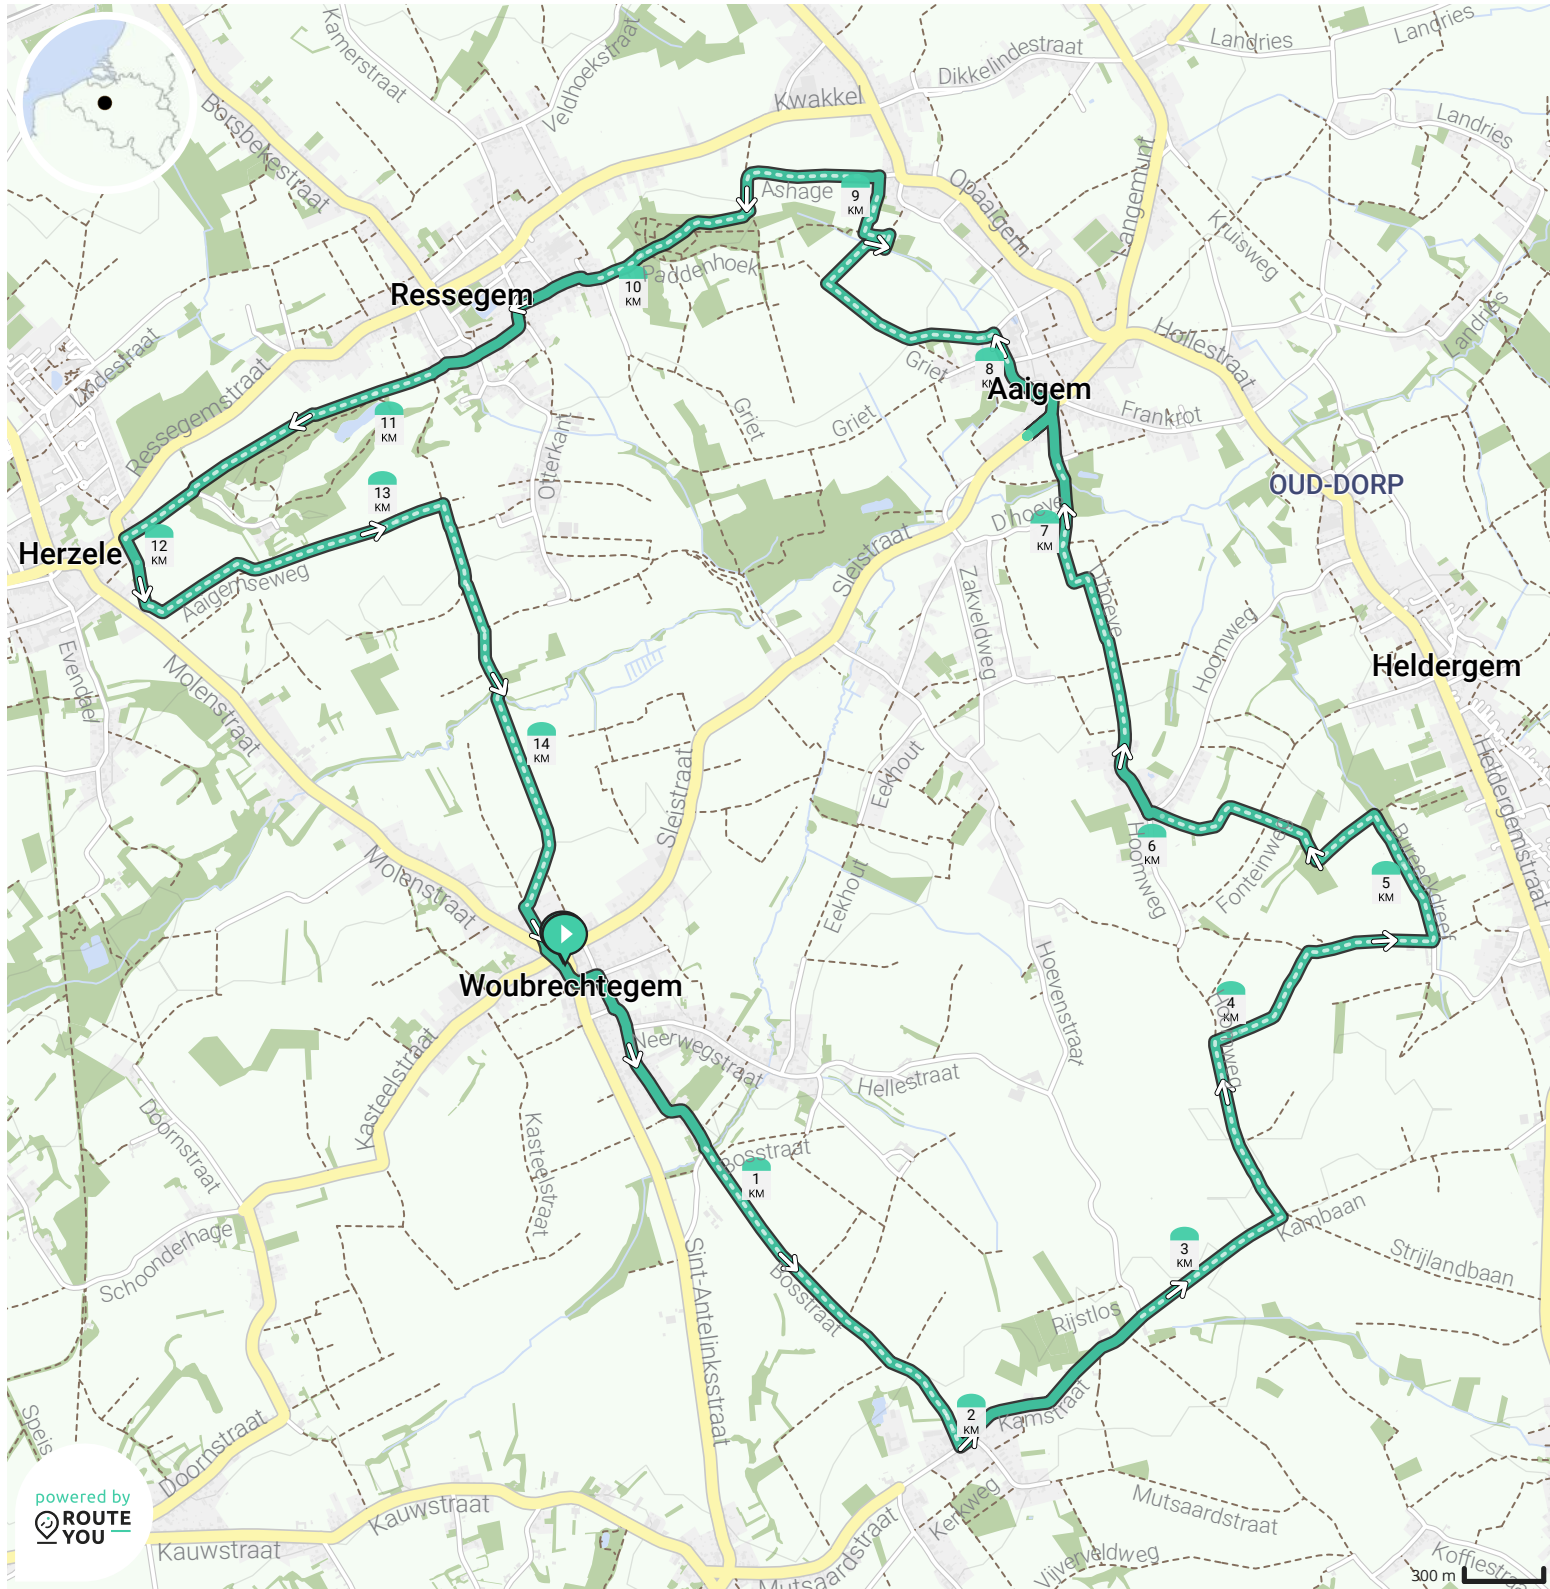 Kamerstraat
Veldhoekstraat
Landries
Landries
Dikkelindestraat
Kwakkel
Borsbekestraat
Landries
Langemunt
Opaaigem
Ashage
9
KM
Kruisweg
Paddenhoek
10
KM
Ressegem
Landries
Hollestraat
Lindestraat
Griet
8
KM
Aaigem
Ressegemstraat
11
KM
Griet
Griet
Frankrot
Otterkant
OUD-DORP
13
KM
D'hoeve
7
KM
Herzele
12
KM
Sleistraat
Aaigemseweg
Zakveldweg
D'hoeve
Hoomweg
Evendael
Heldergem
Molenstraat
14
KM
Sleistraat
Eekhout
Heldergemstraat
6
KM
Hoomweg
Fonteinweg
Bureeckdreef
5
KM
Molenstraat
Eekhout
Woubrechtegem
Hoevenstraat
4
KM
Hoomweg
Neerwegstraat
Hellestraat
Kasteelstraat
Doornstraat
Kasteelstraat
Bosstraat
1
KM
Kambaan
Schoonderhage
3
KM
Strijlandbaan
Sint-Antelinksstraat
Bosstraat
Rijstlos
2
KM
Kamstraat
Speis
Doornstraat
powered by
ROUTE
YOU
Kauwstraat
Kauwstraat
Kerkweg
Mutsaardstraat
Mutsaardstraat
Vijverveldweg
Koffiestraat
300 m